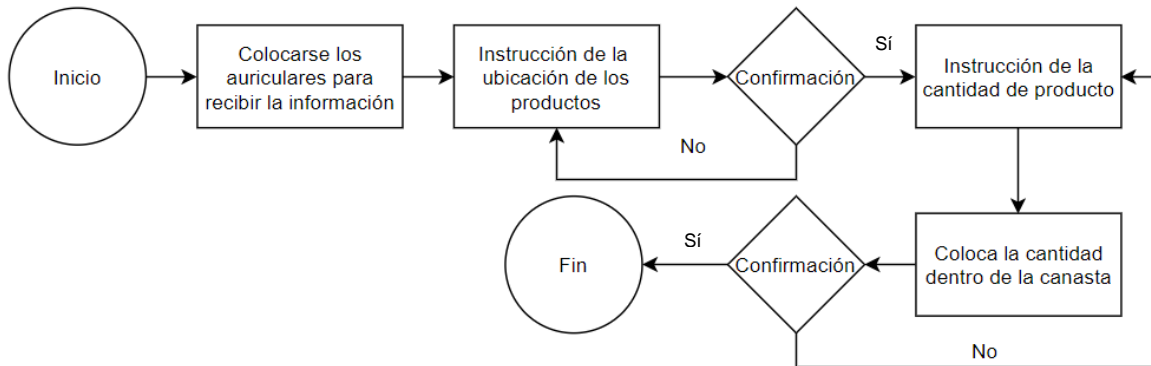 Inicio
Colocarse los
auriculares para
recibir la información
Instrucción de la
ubicación de los
productos
Confirmación
Sí
No
Instrucción de la
cantidad de producto
Coloca la cantidad
dentro de la canasta
Confirmación
Sí
No
Fin